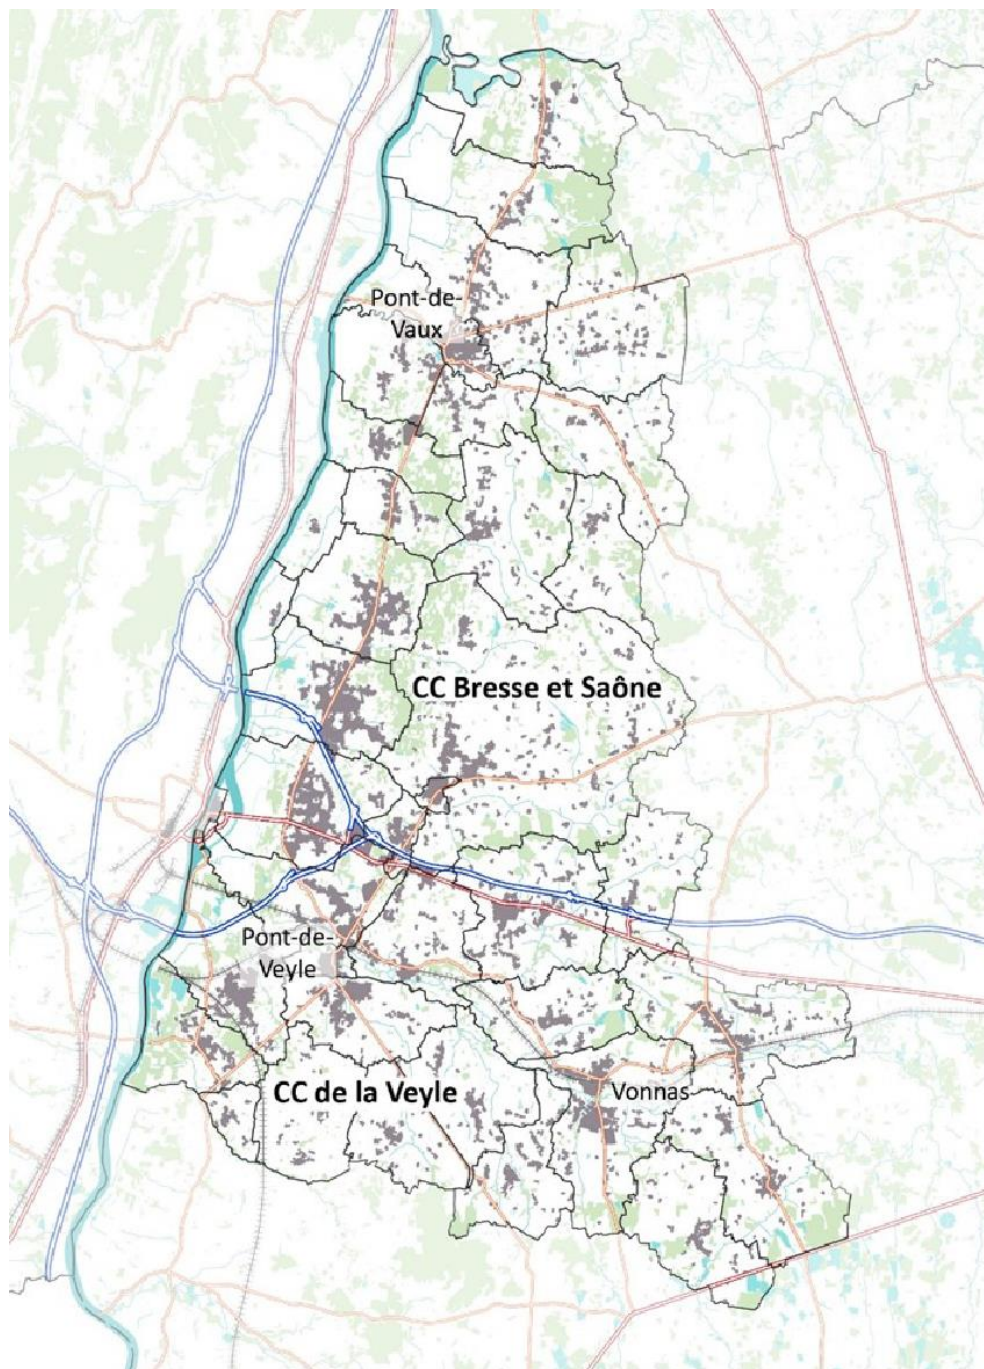 Pont-de-
Vaux
CC Bresse et Saône
Pont-de-
Veyle
CC de la Veyle
Vonnas